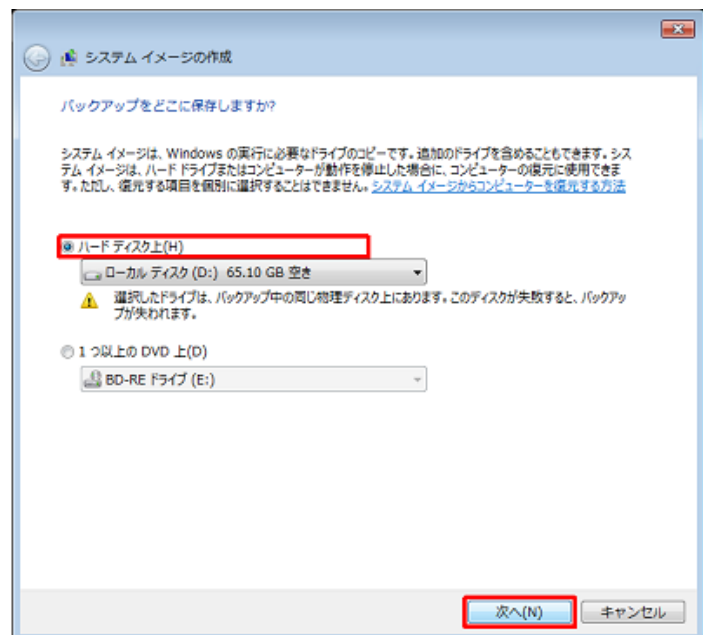 システム イメージの作成
バックアップをどこに保存しますか?
システム イメージは、Windows の実行に必要なドライブのコピーです。追加のドライブを含めることもできます。シス
テム イメージは、ハード ドライブまたはコンピューターが動作を停止した場合に、コンピューターの復元に使用できま
す。ただし、復元する項目を個別に選択することはできません。システム イメージからコンピューターを復元する方法
ハード ディスク上(H)
ローカル ディスク (D:) 65.10 GB 空き
選択したドライブは、バックアップ中の同じ物理ディスク上にあります。このディスクが失敗すると、バックアッ
プが失われます。
1 つ以上の DVD 上(D)
BD-RE ドライブ (E:)
次へ(N) キャンセル